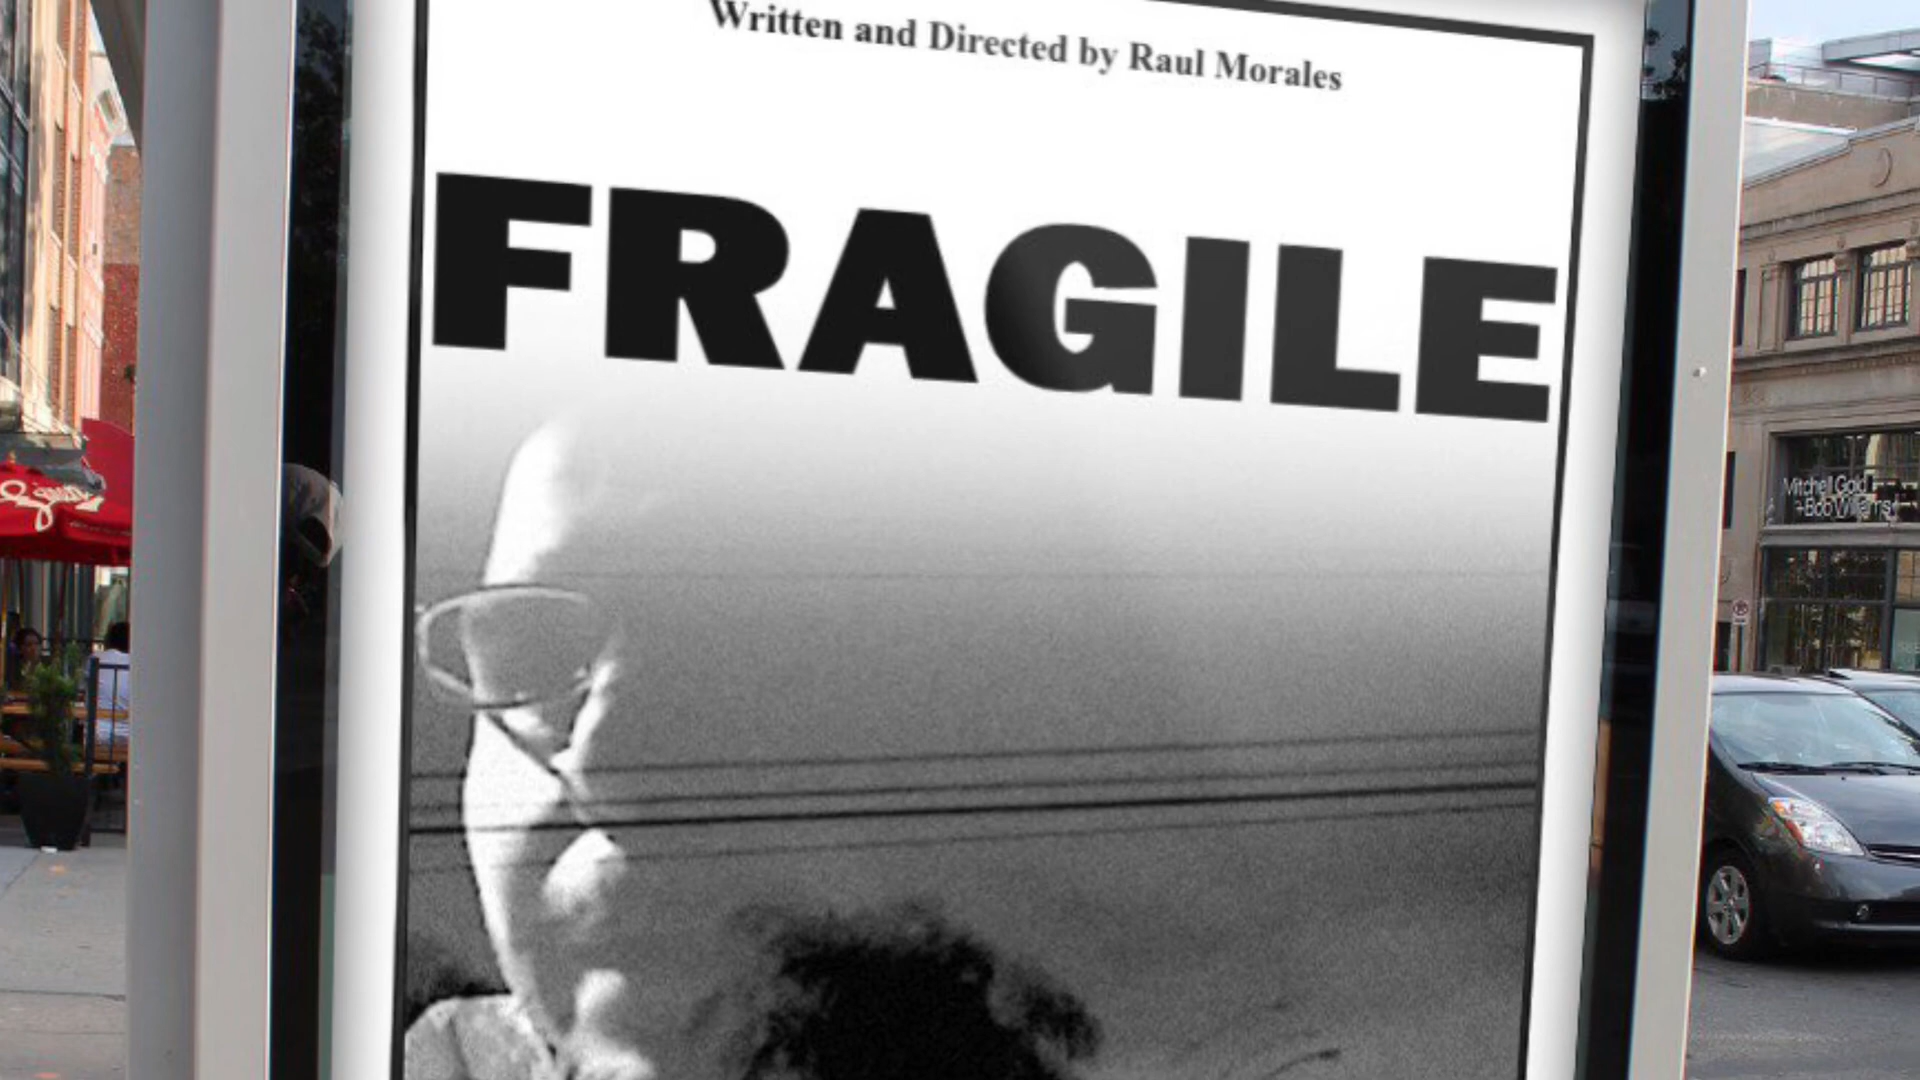 Written and Directed by Raul Morales
FRAGILE
Mitchell Gold
+Bob Williams